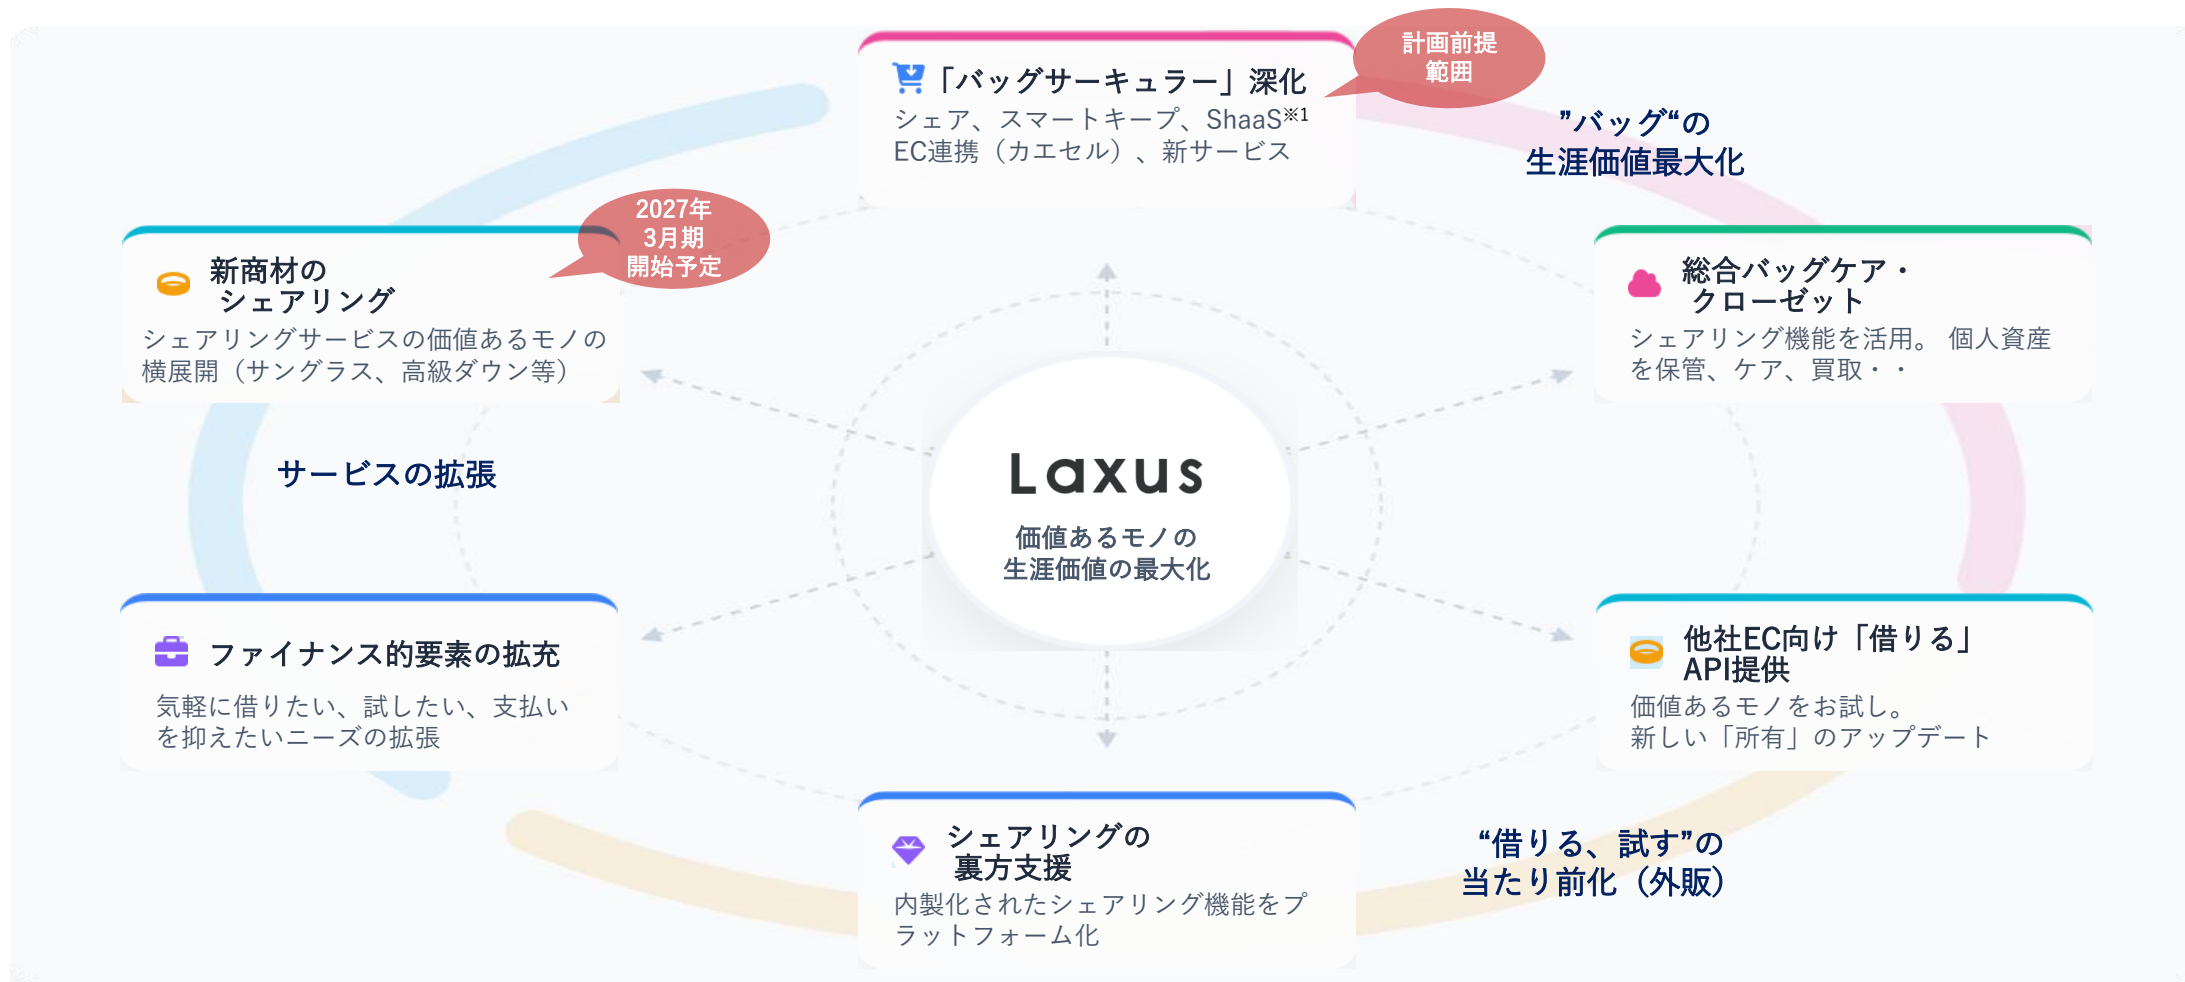 計画前提
範囲
「バッグサーキュラー」深化
シェア、スマートキープ、ShaaS※1
EC連携（カエセル）、新サービス
”バッグ“の
生涯価値最大化
2027年
3月期
開始予定
新商材の
シェアリング
シェアリングサービスの価値あるモノの
横展開（サングラス、高級ダウン等）
総合バッグケア・
クローゼット
シェアリング機能を活用。 個人資産
を保管、ケア、買取・・
サービスの拡張
Laxus
価値あるモノの
生涯価値の最大化
ファイナンス的要素の拡充
気軽に借りたい、試したい、支払い
を抑えたいニーズの拡張
他社EC向け「借りる」
API提供
価値あるモノをお試し。
新しい「所有」のアップデート
シェアリングの
裏方支援
内製化されたシェアリング機能をプ
ラットフォーム化
“借りる、試す”の
当たり前化（外販）